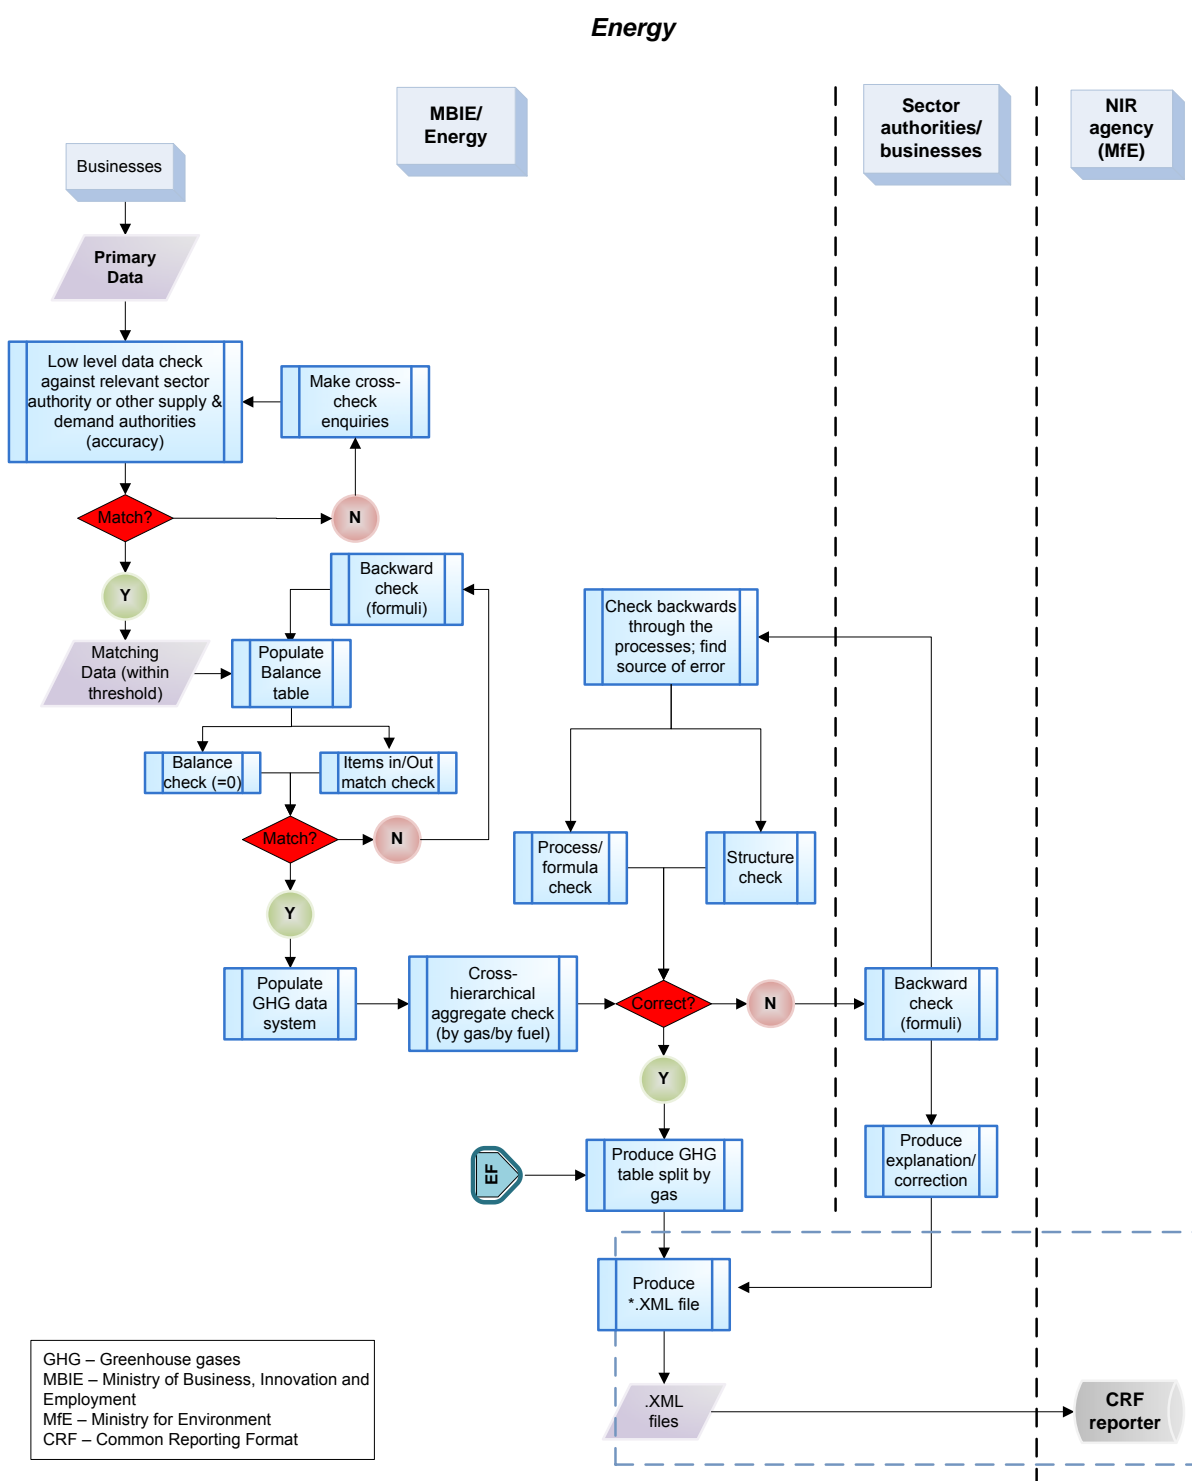 Energy
MBIE/
Energy
Sector
authorities/
businesses
NIR
agency
(MfE)
Businesses
Primary
Data
Low level data check
against relevant sector
authority or other supply &
demand authorities
(accuracy)
Make cross-
check
enquiries
Match?
N
Y
Backward
check
(formuli)
Matching
Data (within
threshold)
Populate
Balance
table
Check backwards
through the
processes; find
source of error
Balance
check (=0)
Items in/Out
match check
Match?
N
Process/
formula
check
Structure
check
Y
Populate
GHG data
system
Cross-
hierarchical
aggregate check
(by gas/by fuel)
Correct?
N
Backward
check
(formuli)
Y
EF
Produce GHG
table split by
gas
Produce
explanation/
correction
Produce
*.XML file
.XML
files
CRF
reporter
GHG – Greenhouse gases
MBIE – Ministry of Business, Innovation and
Employment
MfE – Ministry for Environment
CRF – Common Reporting Format